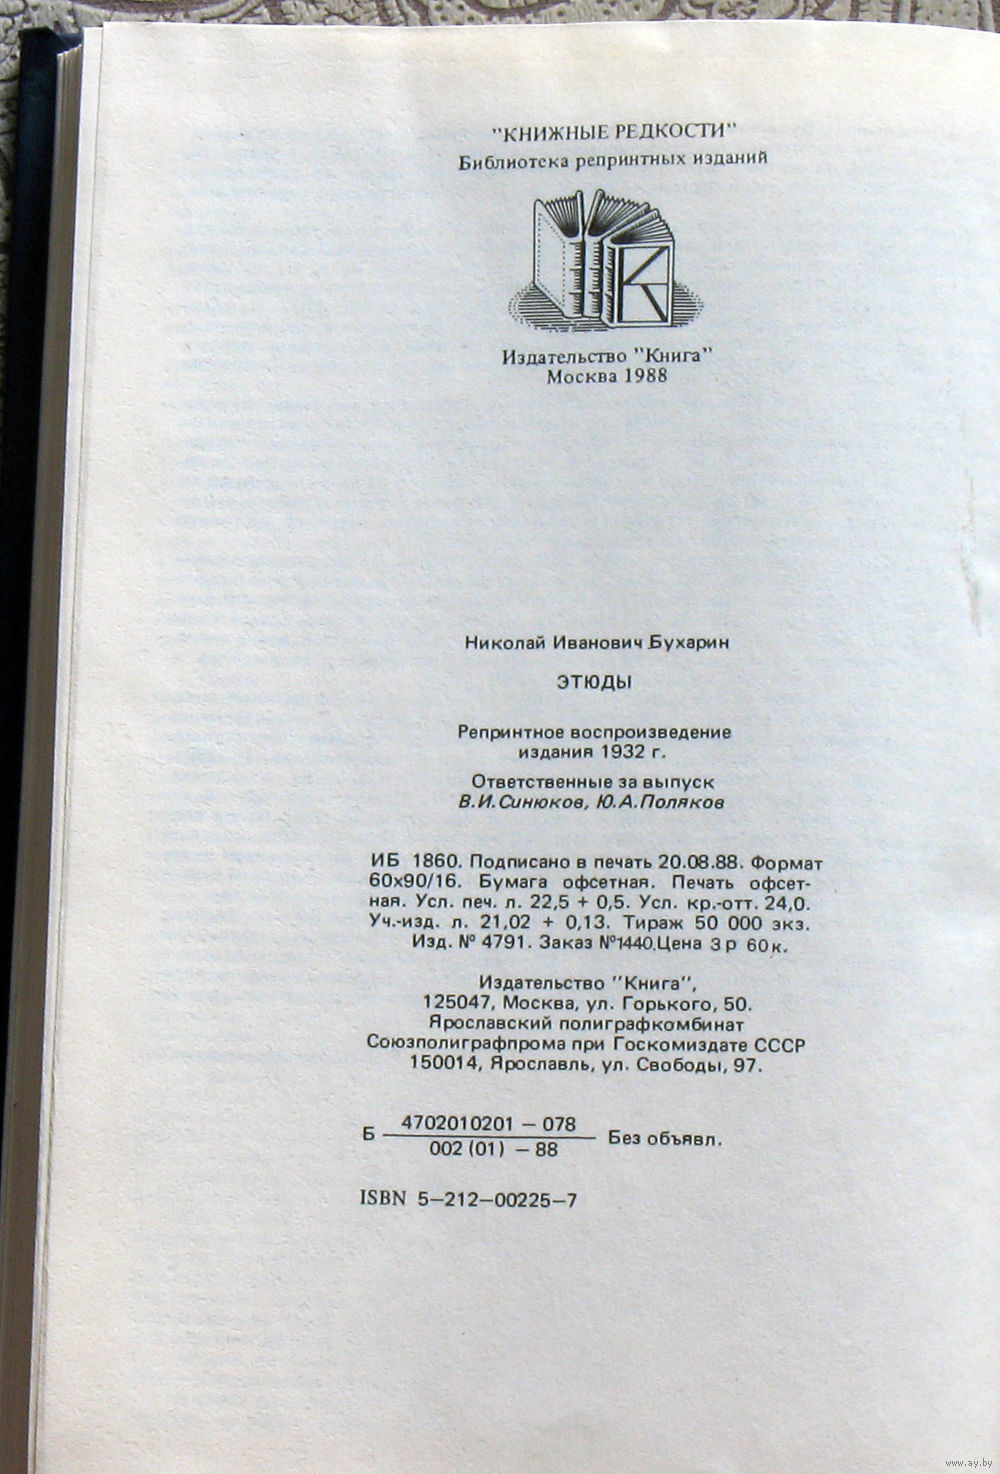 "КНИЖНЫЕ РЕДКОСТИ"
Библиотека репринтных изданий
К
Издательство "Книга"
Москва 1988
Николай Иванович Бухарин
ЭТЮДЫ
Репринтное воспроизведение
издания 1932 г.
Ответственные за выпуск
В.И.Синюков, Ю.А.Поляков
ИБ 1860. Подписано в печать 20.08.88. Формат
60х90/16. Бумага офсетная. Печать офсет-
ная. Усл. печ. л. 22,5 + 0,5. Усл. кр.-отт. 24,0.
Уч.-изд. л. 21,02 + 0,13. Тираж 50 000 экз.
Изд. № 4791. Заказ №1440.Цена 3 р 60 к.
Издательство "Книга",
125047, Москва, ул. Горького, 50.
Ярославский полиграфкомбинат
Союзполиграфпрома при Госкомиздате СССР
150014, Ярославль, ул. Свободы, 97.
4702010201 – 078
Б Без объявл.
002 (01) – 88
ISBN 5–212–00225–7
www.ay.by